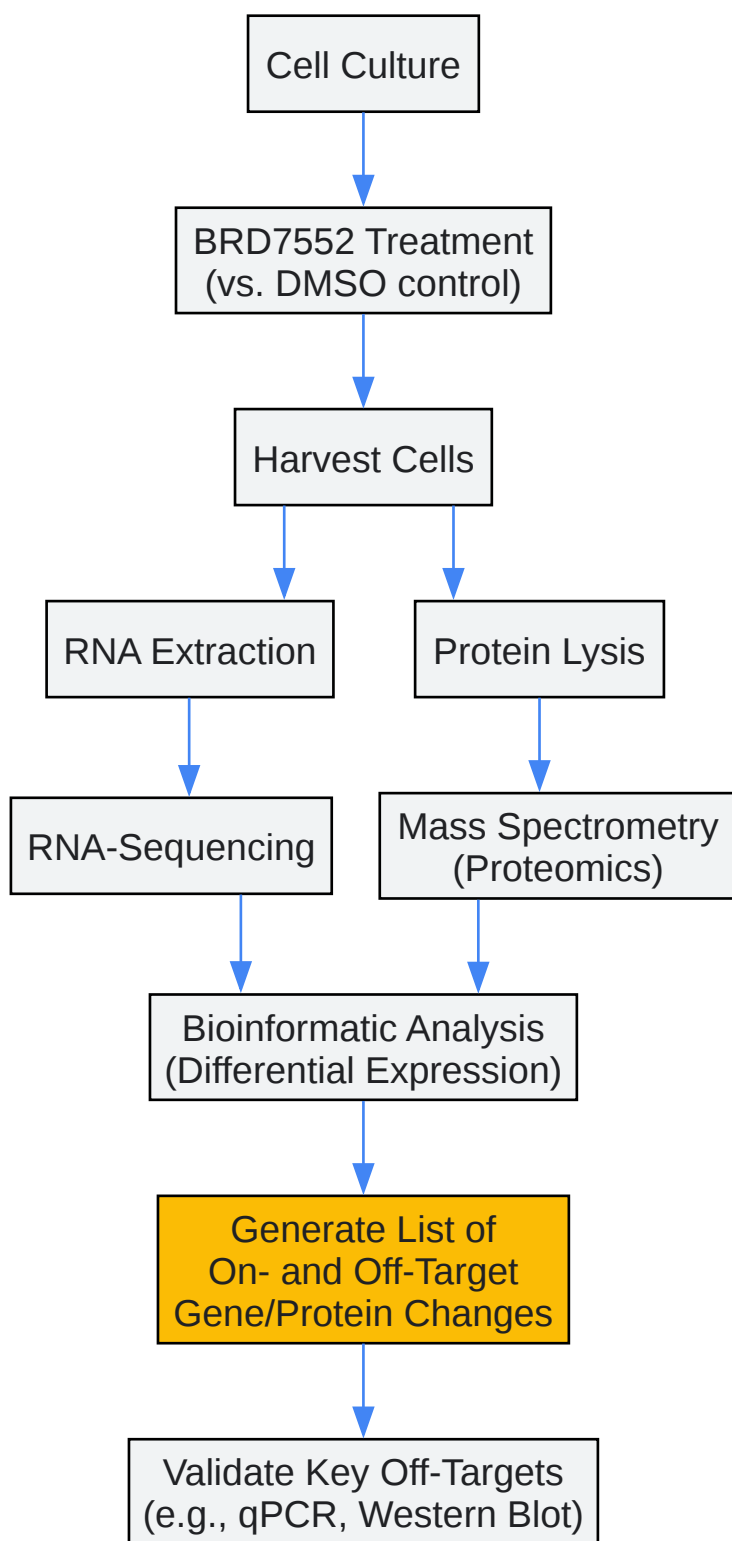 Cell Culture
BRD7552 Treatment
(vs. DMSO control)
Harvest Cells
RNA Extraction
Protein Lysis
RNA-Sequencing
Mass Spectrometry
(Proteomics)
Bioinformatic Analysis
(Differential Expression)
Generate List of
On- and Off-Target
Gene/Protein Changes
Validate Key Off-Targets
(e.g., qPCR, Western Blot)